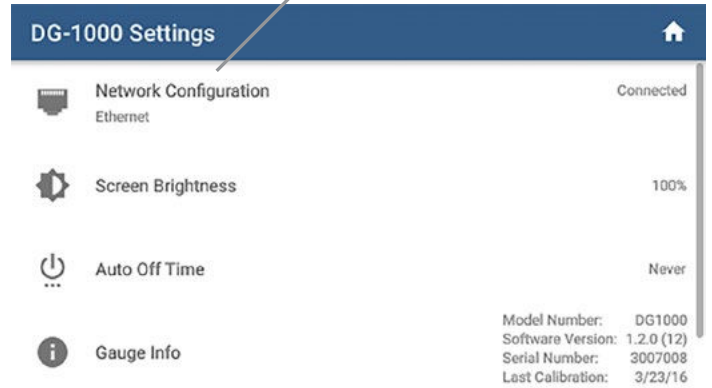 DG-1000 Settings
Network Configuration
Connected
Ethernet
Screen Brightness
100%
Auto Off Time
Never
Gauge Info
Model Number: DG1000
Software Version: 1.2.0 (12)
Serial Number: 3007008
Last Calibration: 3/23/16